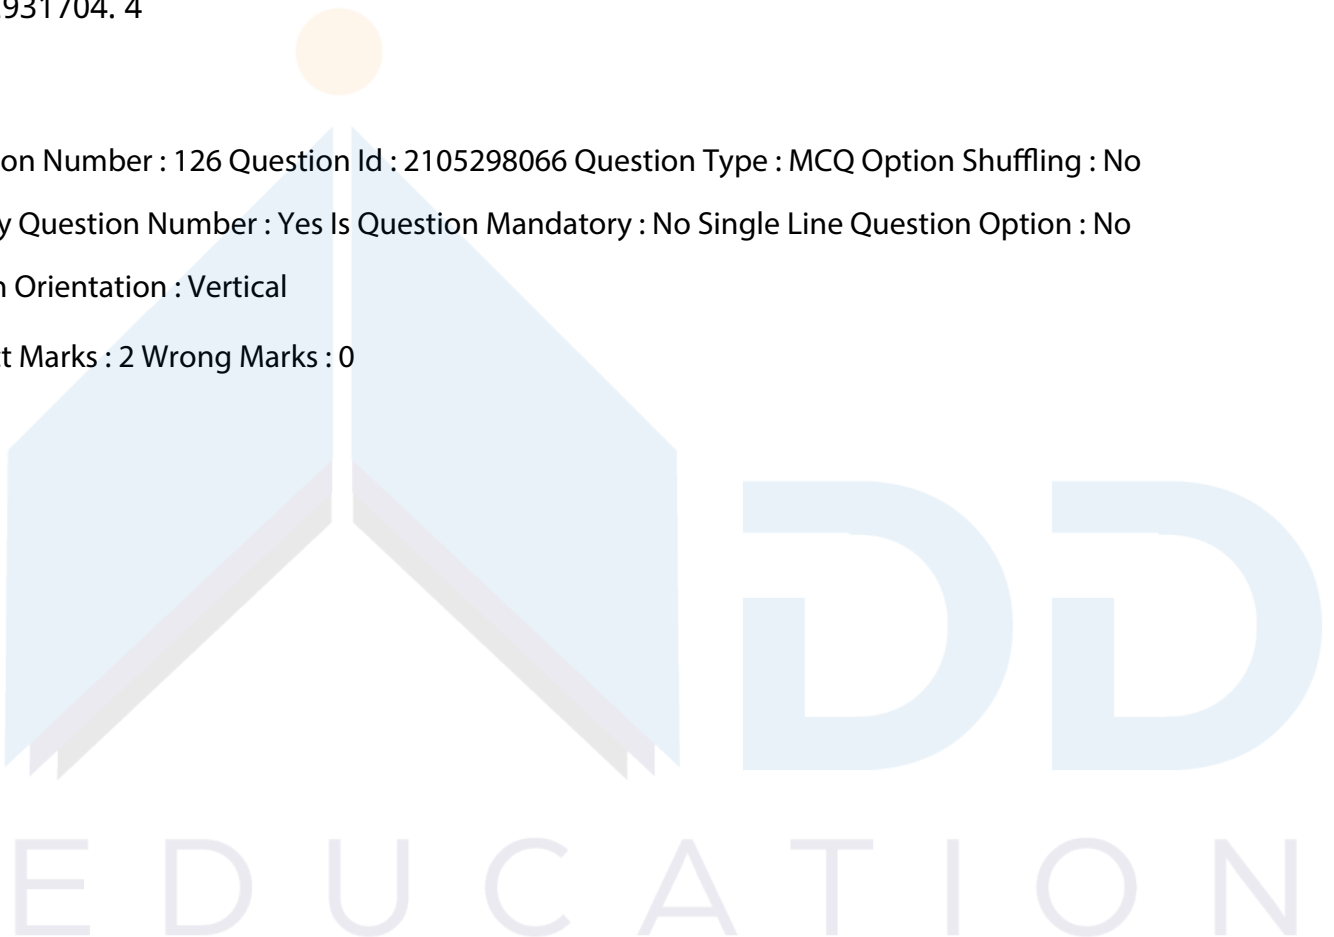 931704. 4
on Number : 126 Question Id : 2105298066 Question Type : MCQ Option Shuffling : No
y Question Number : Yes Is Question Mandatory : No Single Line Question Option : No
n Orientation : Vertical
t Marks : 2 Wrong Marks : 0
DD
EDUCATION